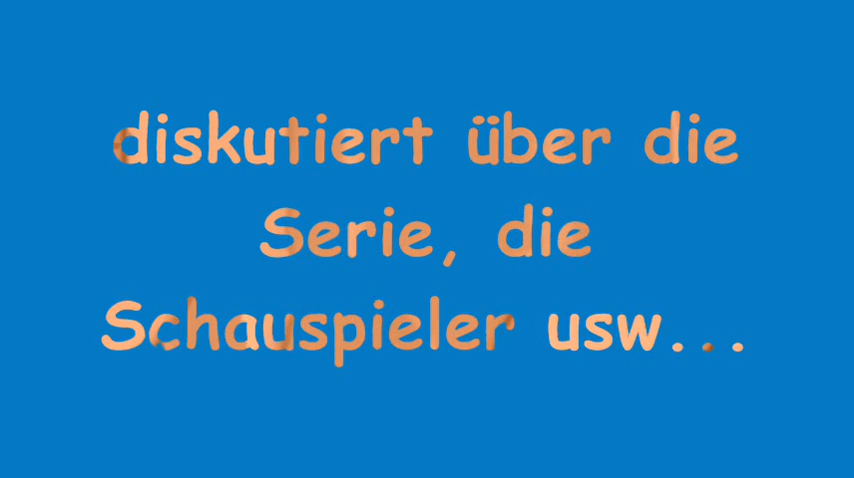 diskutiert über die
Serie, die
Schauspieler usw...